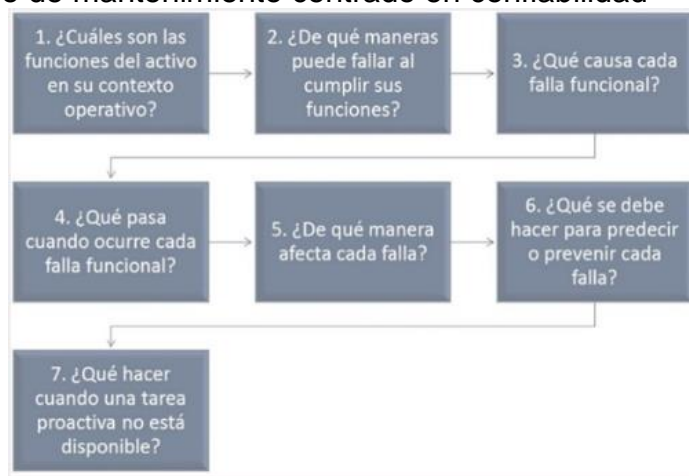 de mantenimiento centrado en confiabilidad
1. ¿Cuáles son las
funciones del activo
en su contexto
operativo?
2. ¿De qué maneras
puede fallar al
cumplir sus
funciones?
3. ¿Qué causa cada
falla funcional?
4. ¿Qué pasa
cuando ocurre cada
falla funcional?
5. ¿De qué manera
afecta cada falla?
6. ¿Qué se debe
hacer para predecir
o prevenir cada
falla?
7. ¿Qué hacer
cuando una tarea
proactiva no está
disponible?